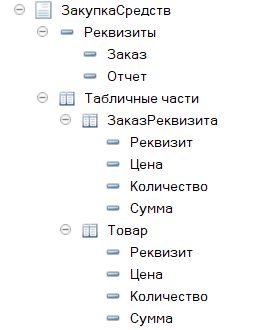 ЗакупкаСредств
Реквизиты
Заказ
Отчет
Табличные части
ЗаказРеквизита
Реквизит
Цена
Количество
Сумма
Товар
Реквизит
Цена
Количество
Сумма